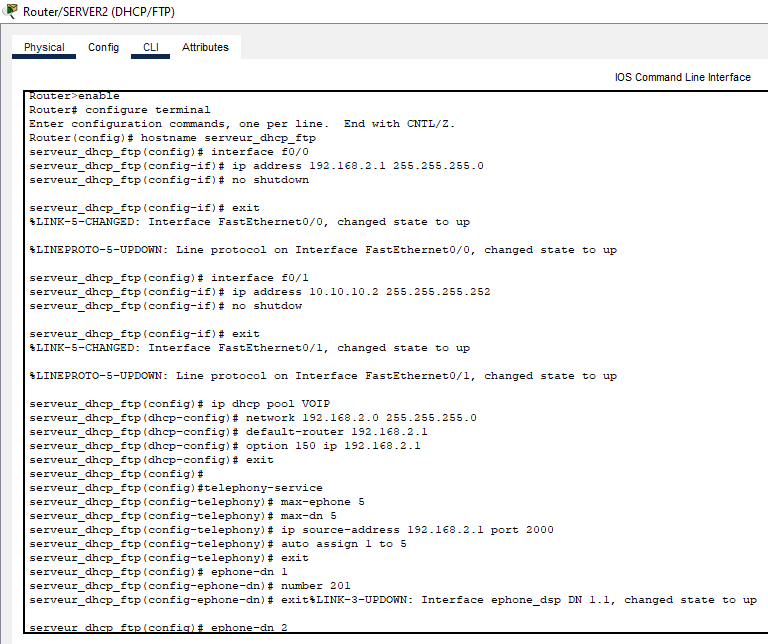 Router/SERVER2 (DHCP/FTP)
Physical Config CLI Attributes
IOS Command Line Interface
Router>enable
Router# configure terminal
Enter configuration commands, one per line.  End with CNTL/Z.
Router(config)# hostname serveur_dhcp_ftp
serveur_dhcp_ftp(config)# interface f0/0
serveur_dhcp_ftp(config-if)# ip address 192.168.2.1 255.255.255.0
serveur_dhcp_ftp(config-if)# no shutdown
serveur_dhcp_ftp(config-if)# exit
%LINK-5-CHANGED: Interface FastEthernet0/0, changed state to up
%LINEPROTO-5-UPDOWN: Line protocol on Interface FastEthernet0/0, changed state to up
serveur_dhcp_ftp(config)# interface f0/1
serveur_dhcp_ftp(config-if)# ip address 10.10.10.2 255.255.255.252
serveur_dhcp_ftp(config-if)# no shutdow
serveur_dhcp_ftp(config-if)# exit
%LINK-5-CHANGED: Interface FastEthernet0/1, changed state to up
%LINEPROTO-5-UPDOWN: Line protocol on Interface FastEthernet0/1, changed state to up
serveur_dhcp_ftp(config)# ip dhcp pool VOIP
serveur_dhcp_ftp(dhcp-config)# network 192.168.2.0 255.255.255.0
serveur_dhcp_ftp(dhcp-config)# default-router 192.168.2.1
serveur_dhcp_ftp(dhcp-config)# option 150 ip 192.168.2.1
serveur_dhcp_ftp(dhcp-config)# exit
serveur_dhcp_ftp(config)#
serveur_dhcp_ftp(config)#telephony-service
serveur_dhcp_ftp(config-telephony)# max-ephone 5
serveur_dhcp_ftp(config-telephony)# max-dn 5
serveur_dhcp_ftp(config-telephony)# ip source-address 192.168.2.1 port 2000
serveur_dhcp_ftp(config-telephony)# auto assign 1 to 5
serveur_dhcp_ftp(config-telephony)# exit
serveur_dhcp_ftp(config)# ephone-dn 1
serveur_dhcp_ftp(config-ephone-dn)# number 201
serveur_dhcp_ftp(config-ephone-dn)# exit%LINK-3-UPDOWN: Interface ephone_dsp DN 1.1, changed state to up
serveur_dhcp_ftp(config)# ephone-dn 2